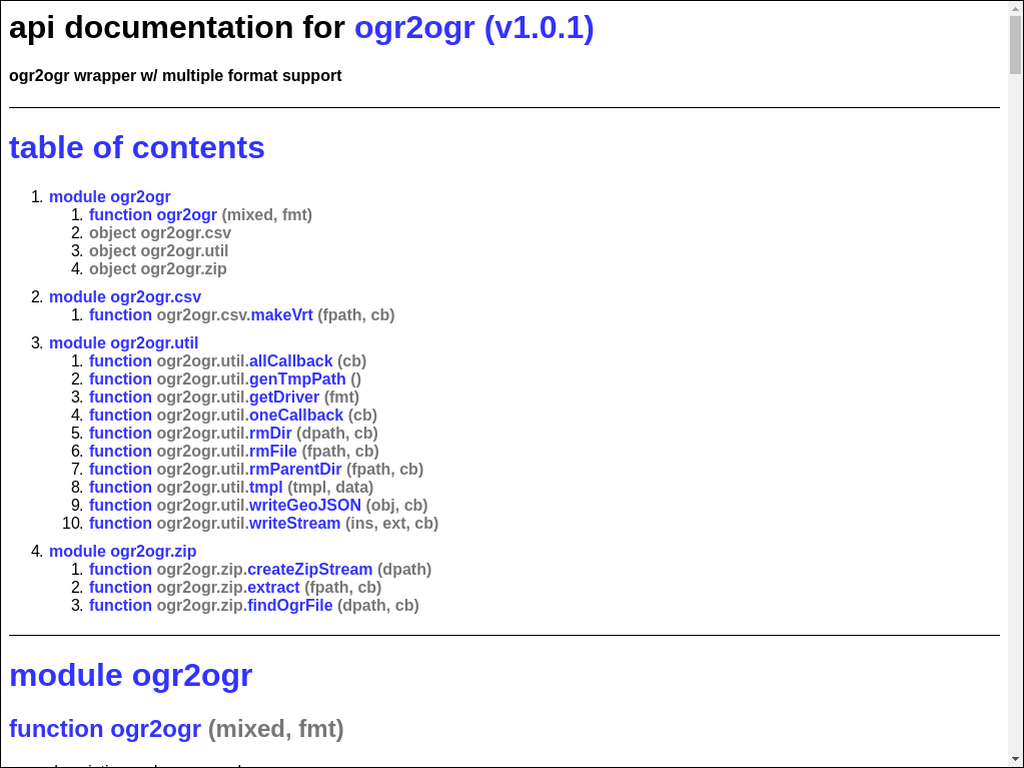 api documentation for ogr2ogr (v1.0.1)
ogr2ogr wrapper w/ multiple format support
table of contents
1. module ogr2ogr
1. function ogr2ogr (mixed, fmt)
2. object ogr2ogr.csv
3. object ogr2ogr.util
4. object ogr2ogr.zip
2. module ogr2ogr.csv
1. function ogr2ogr.csv.makeVrt (fpath, cb)
3. module ogr2ogr.util
1. function ogr2ogr.util.allCallback (cb)
2. function ogr2ogr.util.genTmpPath ()
3. function ogr2ogr.util.getDriver (fmt)
4. function ogr2ogr.util.oneCallback (cb)
5. function ogr2ogr.util.rmDir (dpath, cb)
6. function ogr2ogr.util.rmFile (fpath, cb)
7. function ogr2ogr.util.rmParentDir (fpath, cb)
8. function ogr2ogr.util.tmpl (tmpl, data)
9. function ogr2ogr.util.writeGeoJSON (obj, cb)
10. function ogr2ogr.util.writeStream (ins, ext, cb)
4. module ogr2ogr.zip
1. function ogr2ogr.zip.createZipStream (dpath)
2. function ogr2ogr.zip.extract (fpath, cb)
3. function ogr2ogr.zip.findOgrFile (dpath, cb)
module ogr2ogr
function ogr2ogr (mixed, fmt)